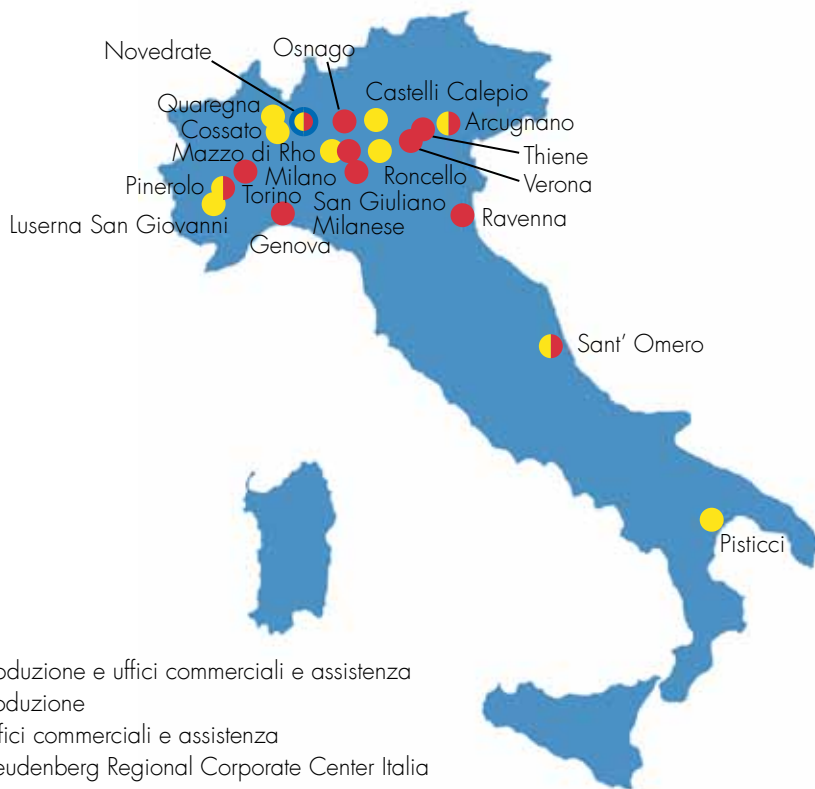 Novedrate
Osnago
Quaregna
Castelli Calepio
Cossato
Arcugnano
Mazzo di Rho
Thiene
Milano
Roncello
Verona
Pinerolo
Torino
San Giuliano
Milanese
Luserna San Giovanni
Genova
Ravenna
Sant' Omero
Pisticci
oduzione e uffici commerciali e assistenza
oduzione
fici commerciali e assistenza
eudenberg Regional Corporate Center Italia